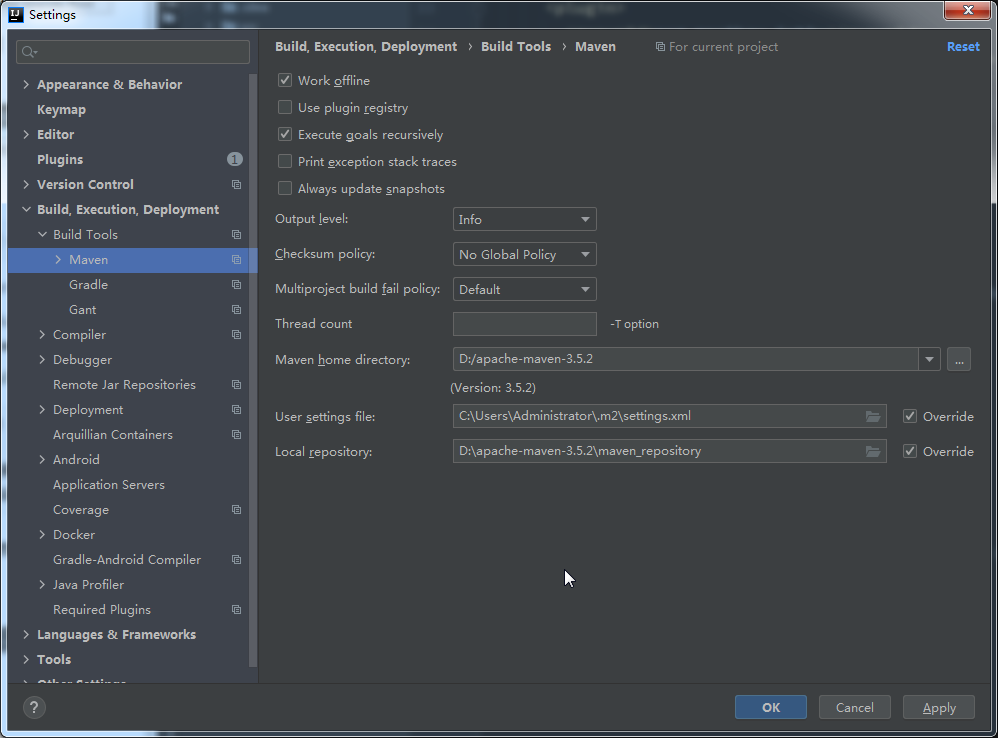 Settings
Appearance & Behavior
Keymap
Editor
Plugins 1
Version Control
Build, Execution, Deployment
Build Tools
Maven
Gradle
Gant
Compiler
Debugger
Remote Jar Repositories
Deployment
Arquillian Containers
Android
Application Servers
Coverage
Docker
Gradle-Android Compiler
Java Profiler
Required Plugins
Languages & Frameworks
Tools
Other Settings
Build, Execution, Deployment › Build Tools › Maven For current project Reset
Work offline
Use plugin registry
Execute goals recursively
Print exception stack traces
Always update snapshots
Output level: Info
Checksum policy: No Global Policy
Multiproject build fail policy: Default
Thread count -T option
Maven home directory: D:/apache-maven-3.5.2 ...
(Version: 3.5.2)
User settings file: C:\Users\Administrator\.m2\settings.xml Override
Local repository: D:\apache-maven-3.5.2\maven_repository Override
? OK Cancel Apply